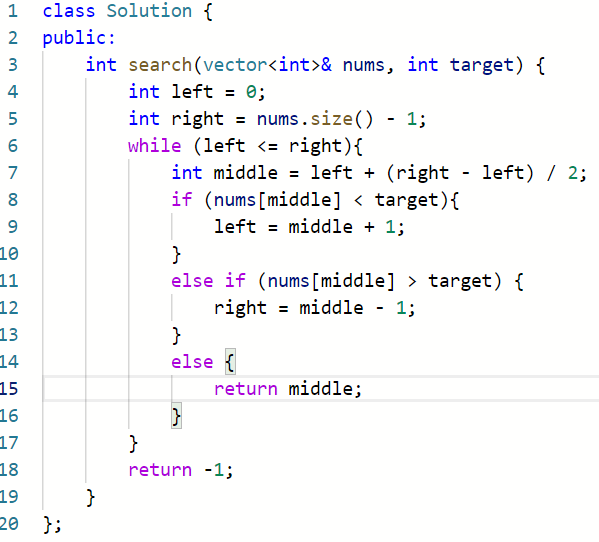 1 class Solution {
2 public:
3     int search(vector<int>& nums, int target) {
4         int left = 0;
5         int right = nums.size() - 1;
6         while (left <= right){
7             int middle = left + (right - left) / 2;
8             if (nums[middle] < target){
9                 left = middle + 1;
10             }
11             else if (nums[middle] > target) {
12                 right = middle - 1;
13             }
14             else {
15                 return middle;
16             }
17         }
18         return -1;
19     }
20 };